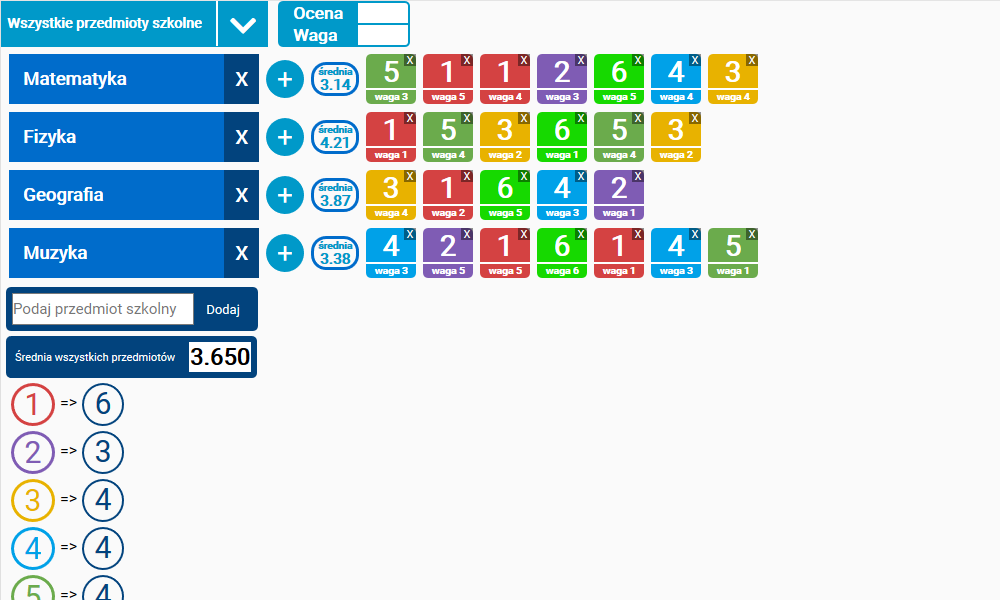 Wszystkie przedmioty szkolne
Ocena
Waga
Matematyka X + średnia 3.14 5 X waga 3 1 X waga 5 1 X waga 4 2 X waga 3 6 X waga 5 4 X waga 4 3 X waga 4
Fizyka X + średnia 4.21 1 X waga 1 5 X waga 4 3 X waga 2 6 X waga 1 5 X waga 4 3 X waga 2
Geografia X + średnia 3.87 3 X waga 4 1 X waga 2 6 X waga 5 4 X waga 3 2 X waga 1
Muzyka X + średnia 3.38 4 X waga 3 2 X waga 5 1 X waga 5 6 X waga 6 1 X waga 1 4 X waga 3 5 X waga 1
Podaj przedmiot szkolny Dodaj
Średnia wszystkich przedmiotów 3.650
1 => 6
2 => 3
3 => 4
4 => 4
5 => 4